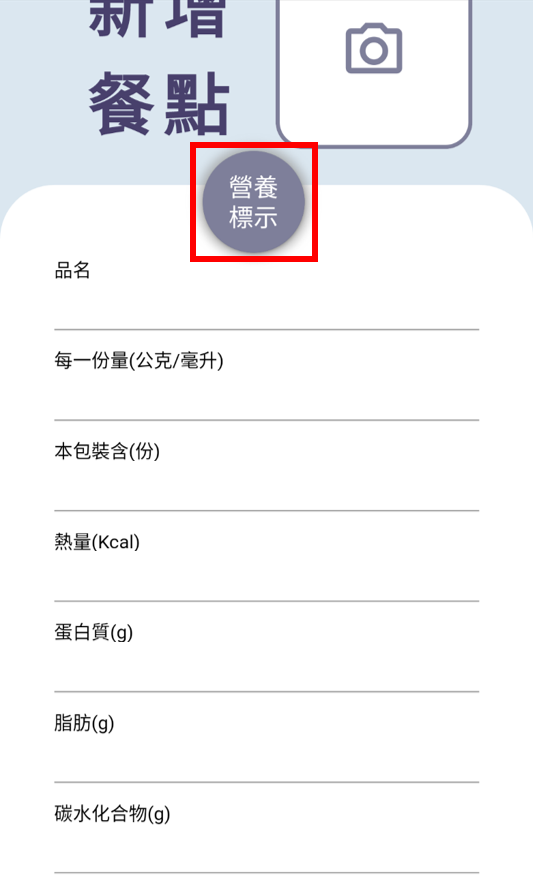 新增
餐點
營養
標示
品名
每一份量(公克/毫升)
本包裝含(份)
熱量(Kcal)
蛋白質(g)
脂肪(g)
碳水化合物(g)